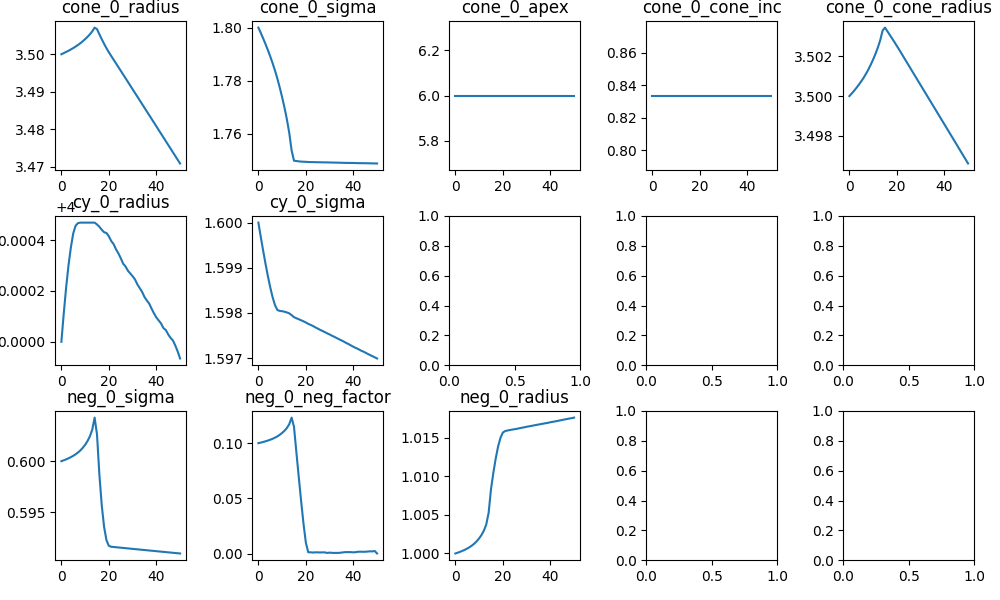 cone_0_radius cone_0_sigma cone_0_apex cone_0_cone_inc cone_0_cone_radius
3.50 3.49 3.48 3.47
0 20 40
1.80 1.78 1.76
0 20 40
6.2 6.0 5.8
0 20 40
0.86 0.84 0.82 0.80
0 20 40
3.502 3.500 3.498
0 20 40
+4 cy_0_radius cy_0_sigma
0.0004 0.0002 0.0000
0 20 40
1.600 1.599 1.598 1.597
0 20 40
1.0 0.8 0.6 0.4 0.2 0.0
0.0 0.5 1.0
1.0 0.8 0.6 0.4 0.2 0.0
0.0 0.5 1.0
1.0 0.8 0.6 0.4 0.2 0.0
0.0 0.5 1.0
neg_0_sigma neg_0_neg_factor neg_0_radius
0.600 0.595
0 20 40
0.10 0.05 0.00
0 20 40
1.015 1.010 1.005 1.000
0 20 40
1.0 0.8 0.6 0.4 0.2 0.0
0.0 0.5 1.0
1.0 0.8 0.6 0.4 0.2 0.0
0.0 0.5 1.0